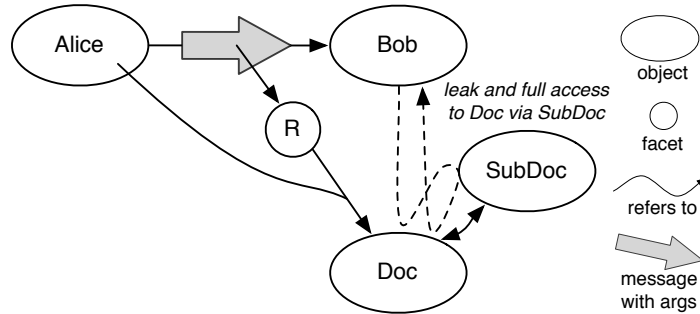 Alice
Bob
leak and full access
to Doc via SubDoc
R
SubDoc
Doc
object
facet
refers to
message
with args